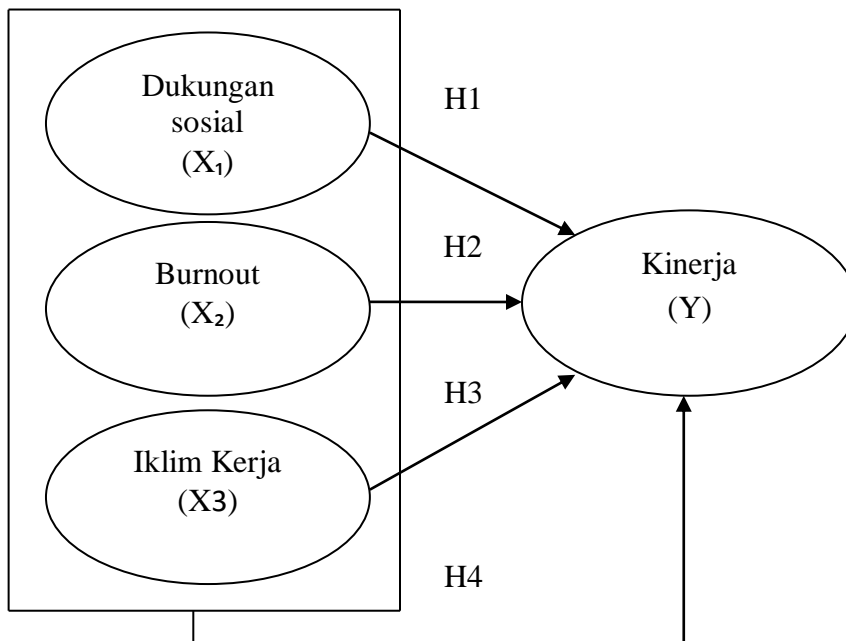 Dukungan
sosial
(X₁)
H1
Burnout
(X₂)
H2
Kinerja
(Y)
Iklim Kerja
(X3)
H3
H4